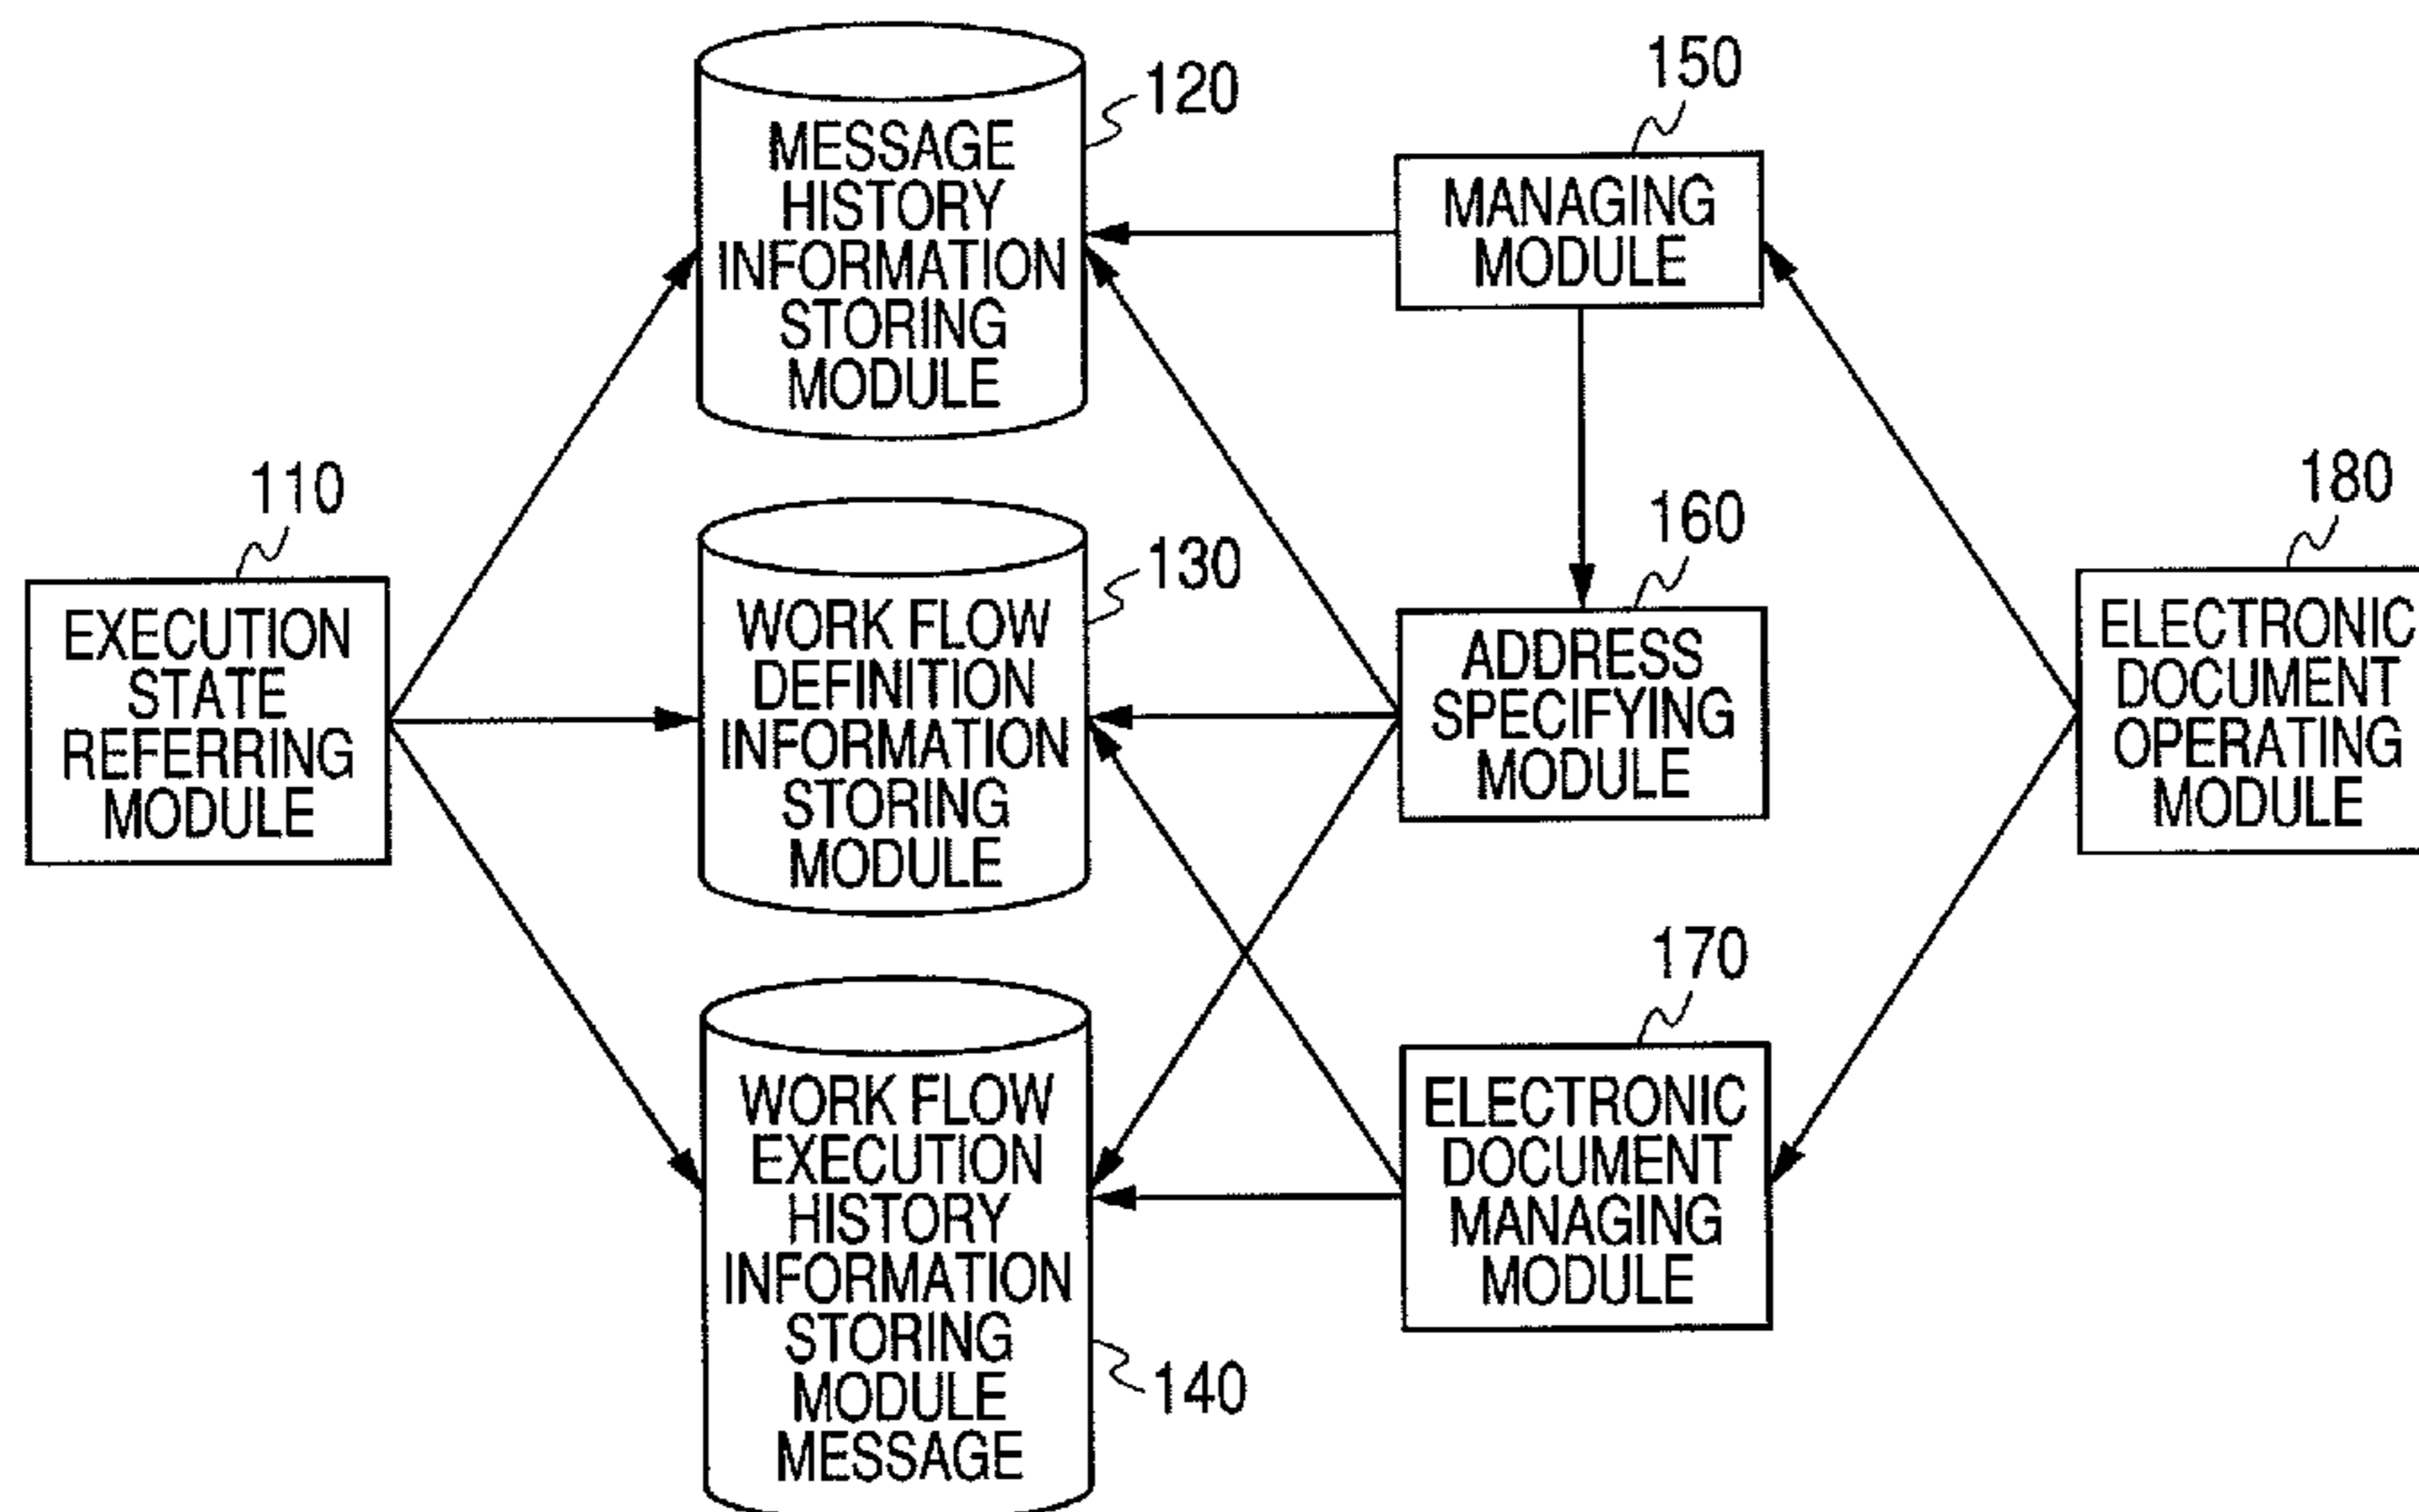 120
MESSAGE
HISTORY
INFORMATION
STORING
MODULE
150
MANAGING
MODULE
110
EXECUTION
STATE
REFERRING
MODULE
130
WORK FLOW
DEFINITION
INFORMATION
STORING
MODULE
160
ADDRESS
SPECIFYING
MODULE
180
ELECTRONIC
DOCUMENT
OPERATING
MODULE
140
WORK FLOW
EXECUTION
HISTORY
INFORMATION
STORING
MODULE
MESSAGE
170
ELECTRONIC
DOCUMENT
MANAGING
MODULE